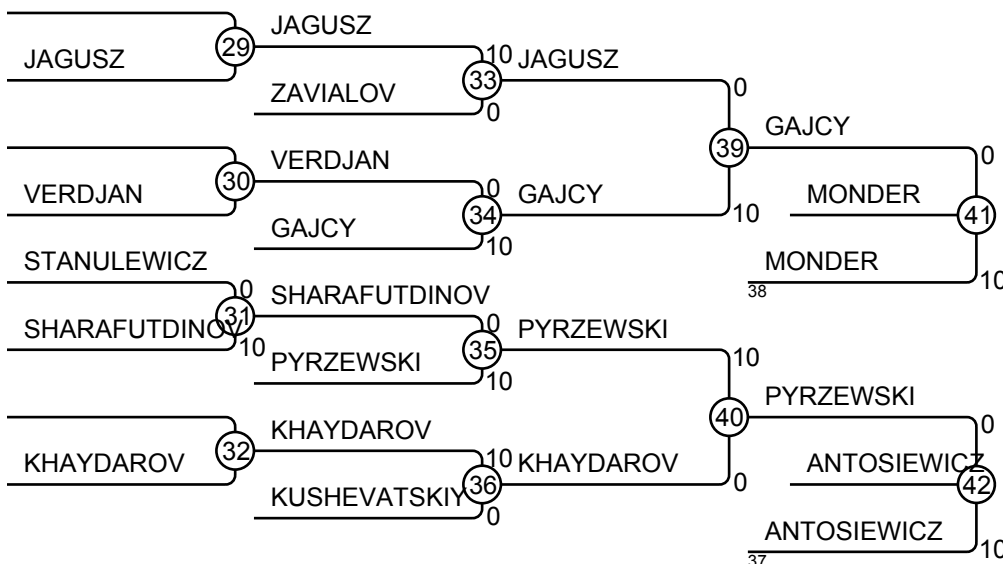 JAGUSZ
29
JAGUSZ
10
ZAVIALOV
0
33
JAGUSZ
0
VERDJAN
30
VERDJAN
0
GAJCY
10
34
GAJCY
10
39
GAJCY
0
MONDER
41
MONDER
38
10
STANULEWICZ
0
SHARAFUTDINOV
10
31
SHARAFUTDINOV
0
PYRZEWSKI
10
35
PYRZEWSKI
10
KHAYDAROV
32
KHAYDAROV
10
KUSHEVATSKIY
0
36
KHAYDAROV
0
40
PYRZEWSKI
0
ANTOSIEWICZ
42
ANTOSIEWICZ
37
10